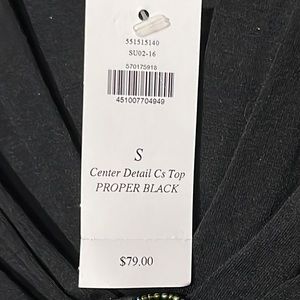 551515140
SU02-16
570175918
451007704949
S
Center Detail Cs Top
PROPER BLACK
$79.00